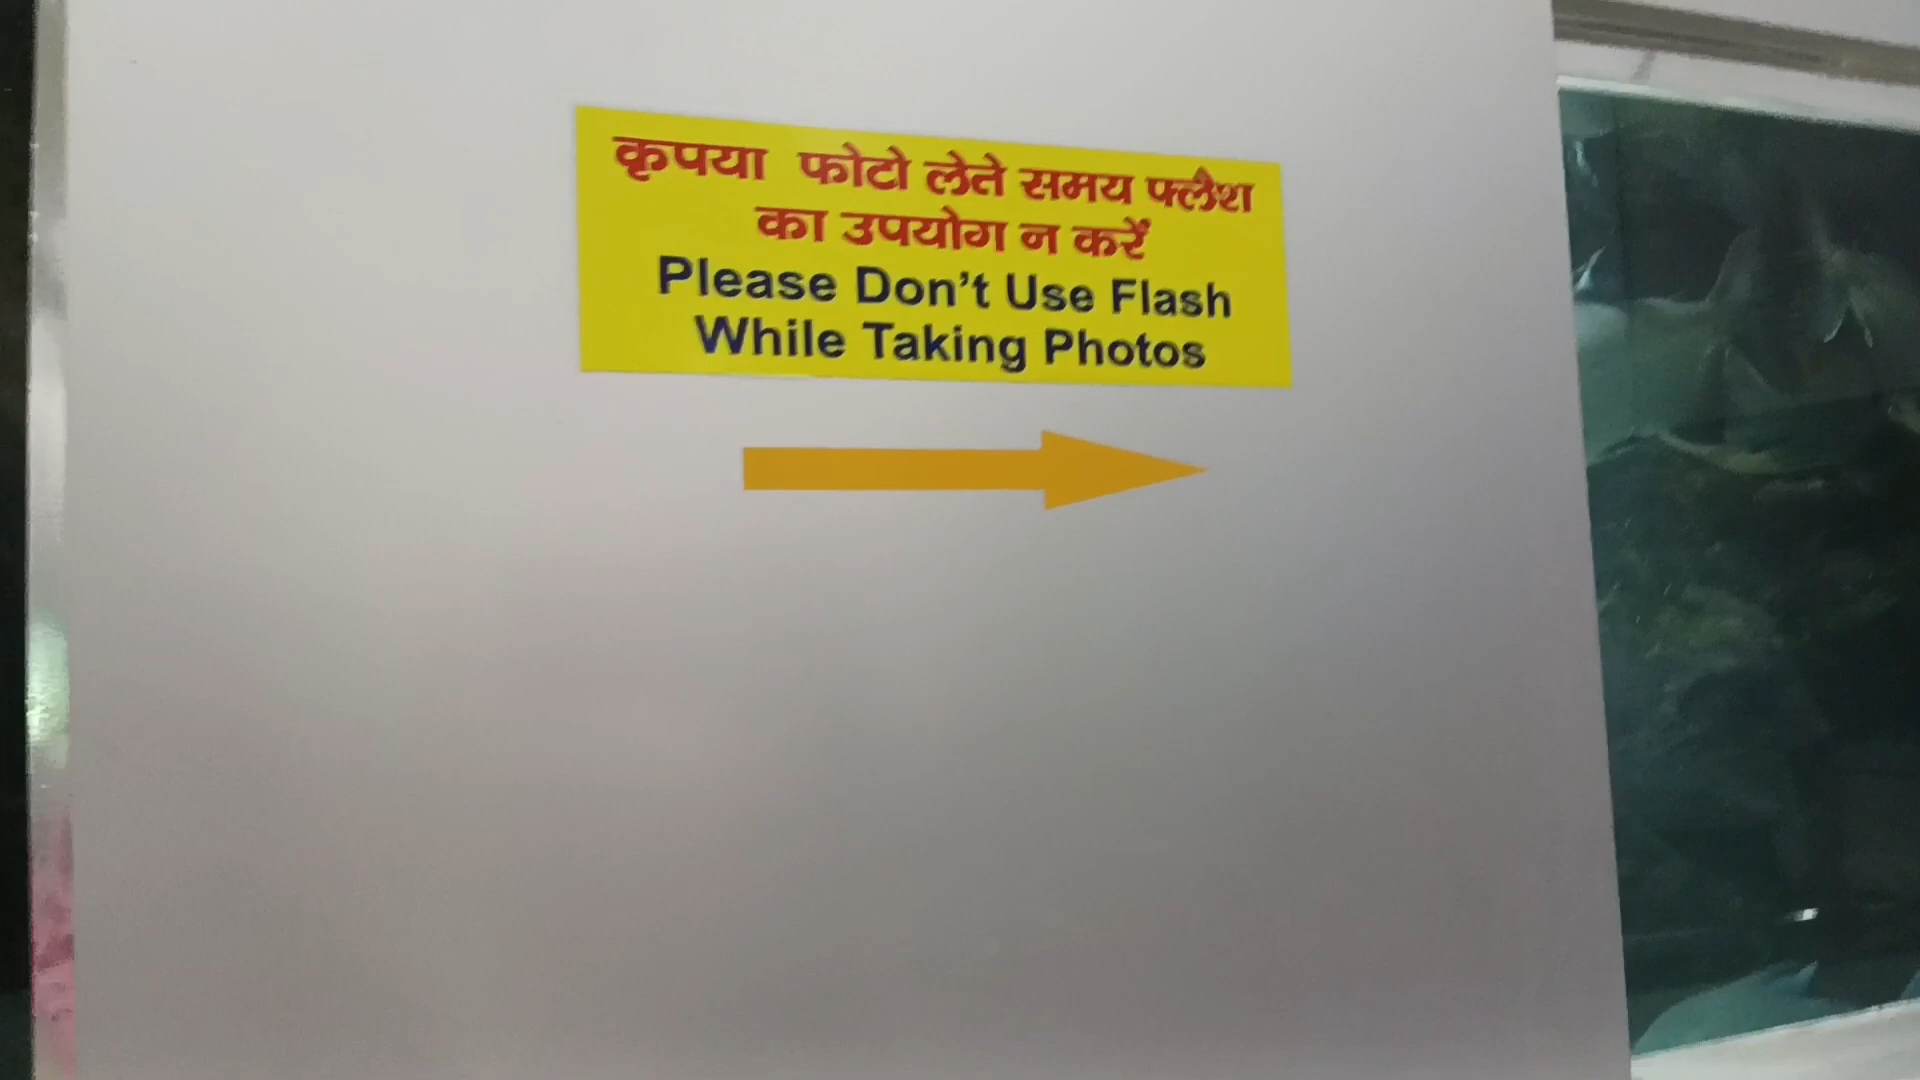 कृपया फोटो लेते समय फ्लैश
का उपयोग न करें
Please Don't Use Flash
While Taking Photos